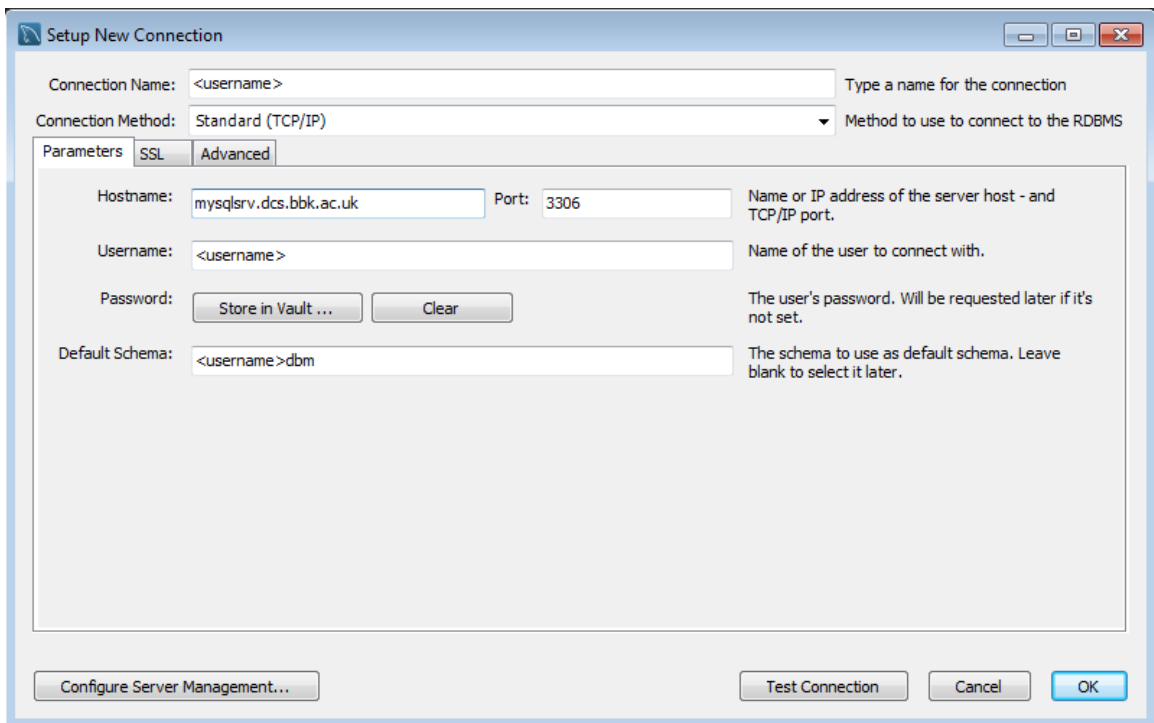 Setup New Connection
Connection Name: <username> Type a name for the connection
Connection Method: Standard (TCP/IP) Method to use to connect to the RDBMS
Parameters SSL Advanced
Hostname: mysqlsrv.dcs.bbk.ac.uk Port: 3306 Name or IP address of the server host - and
TCP/IP port.
Username: <username> Name of the user to connect with.
Password: Store in Vault ... Clear The user's password. Will be requested later if it's
not set.
Default Schema: <username>dbm The schema to use as default schema. Leave
blank to select it later.
Configure Server Management... Test Connection Cancel OK